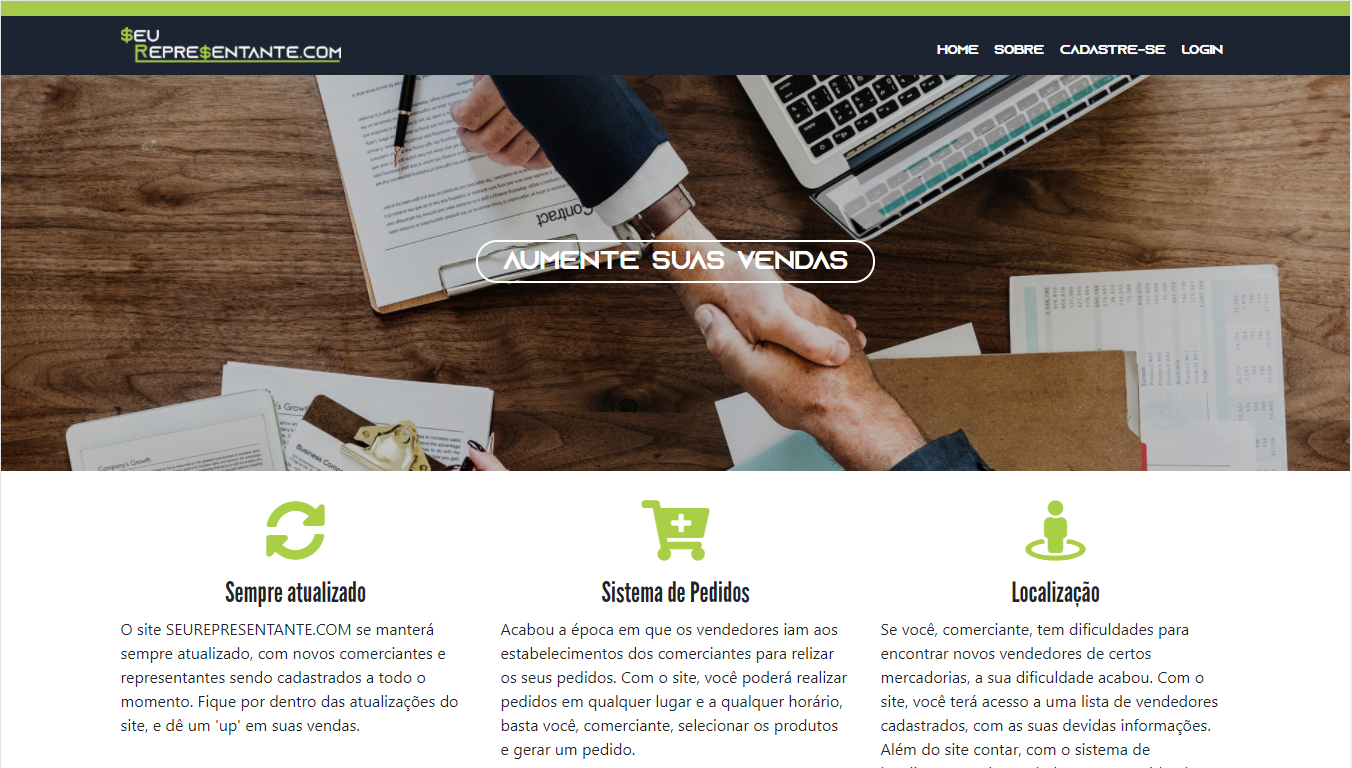 $EU
REPRE$ENTANTE.COM
HOME SOBRE CADASTRE-SE LOGIN
Contract
AUMENTE SUAS VENDAS
Company's Growth
Business Com
Sempre atualizado
O site SEUREPRESENTANTE.COM se manterá
sempre atualizado, com novos comerciantes e
representantes sendo cadastrados a todo o
momento. Fique por dentro das atualizações do
site, e dê um 'up' em suas vendas.
Sistema de Pedidos
Acabou a época em que os vendedores iam aos
estabelecimentos dos comerciantes para relizar
os seus pedidos. Com o site, você poderá realizar
pedidos em qualquer lugar e a qualquer horário,
basta você, comerciante, selecionar os produtos
e gerar um pedido.
Localização
Se você, comerciante, tem dificuldades para
encontrar novos vendedores de certos
mercadorias, a sua dificuldade acabou. Com o
site, você terá acesso a uma lista de vendedores
cadastrados, com as suas devidas informações.
Além do site contar, com o sistema de